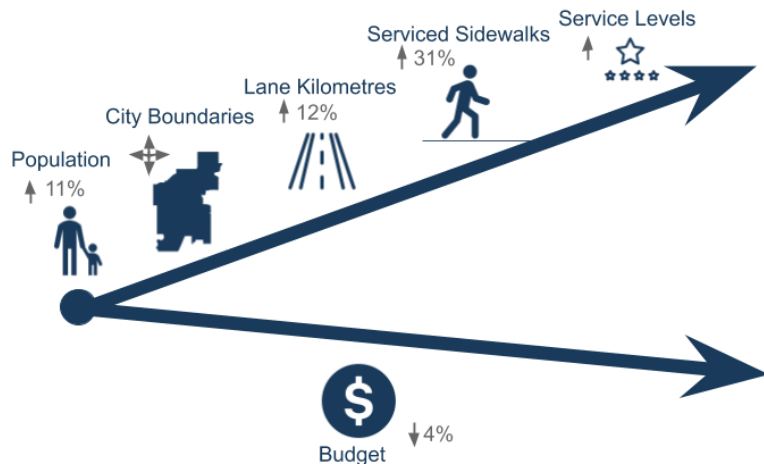 Service Levels
Serviced Sidewalks
31%
Lane Kilometres
12%
City Boundaries
Population
11%
$
Budget
4%